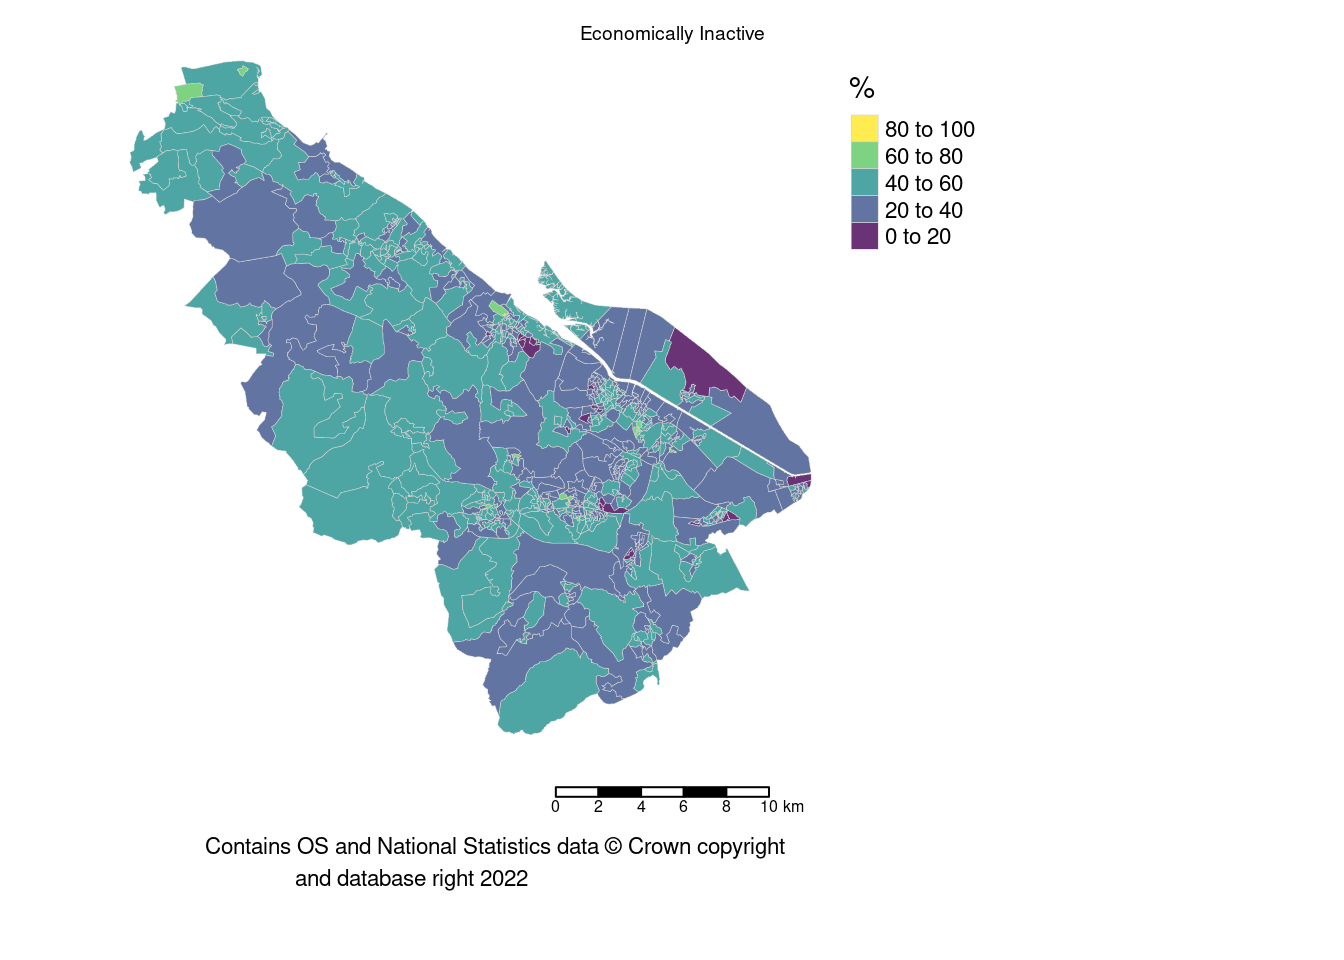 Economically Inactive
%
80 to 100
60 to 80
40 to 60
20 to 40
0 to 20
0 2 4 6 8 10 km
Contains OS and National Statistics data © Crown copyright
and database right 2022